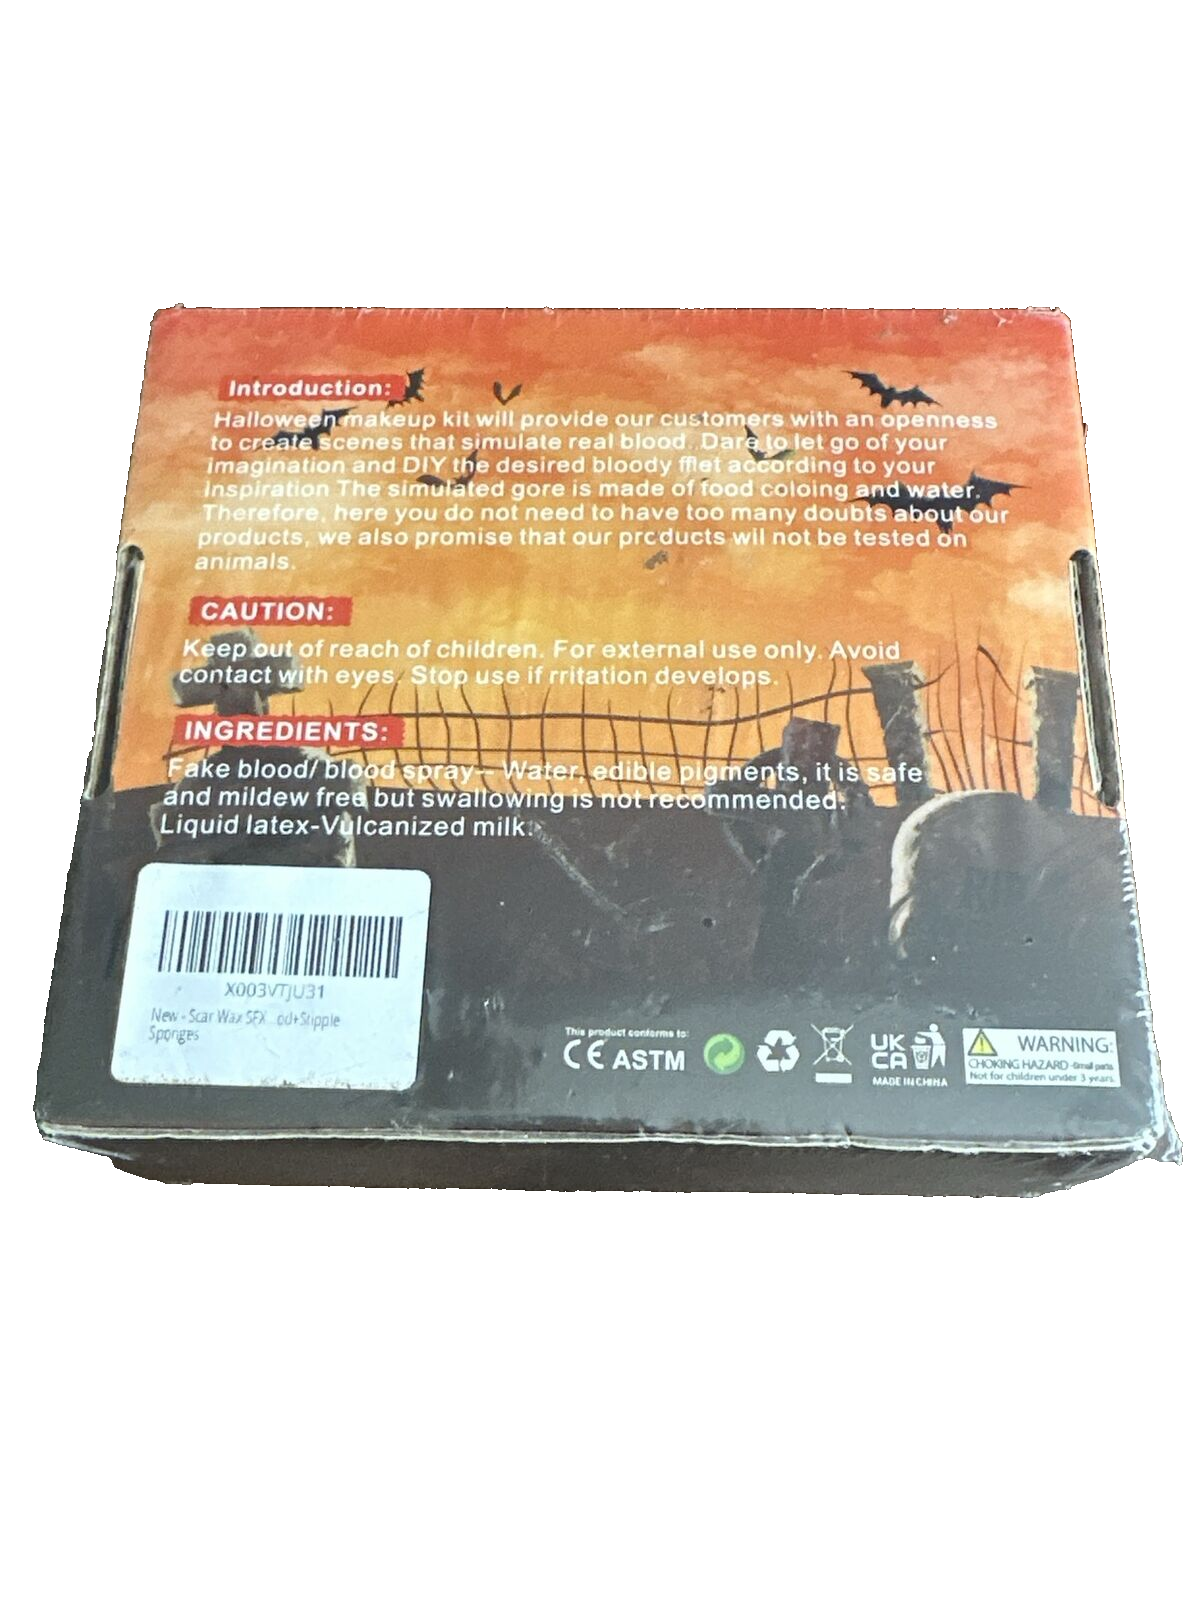 Introduction:
Halloween makeup kit will provide our customers with an openness
to create scenes that simulate real blood. Dare to let go of your
Imagination and DIY the desired bloody fflet according to your
Inspiration The simulated gore is made of food coloing and water.
Therefore, here you do not need to have too many doubts about our
products, we also promise that our products wil not be tested on
animals.
CAUTION:
Keep out of reach of children. For external use only. Avoid
contact with eyes. Stop use if rritation develops.
INGREDIENTS:
Fake blood/ blood spray-- Water, edible pigments, it is safe
and mildew free but swallowing is not recommended.
Liquid latex-Vulcanized milk.
X003VTJU31
New - Scar Wax SFX ...od+Stipple
Sponges
This product conforms to:
CE ASTM
UK
CA
MADE IN CHINA
WARNING:
CHOKING HAZARD -Small parts
Not for children under 3 years.
RIP